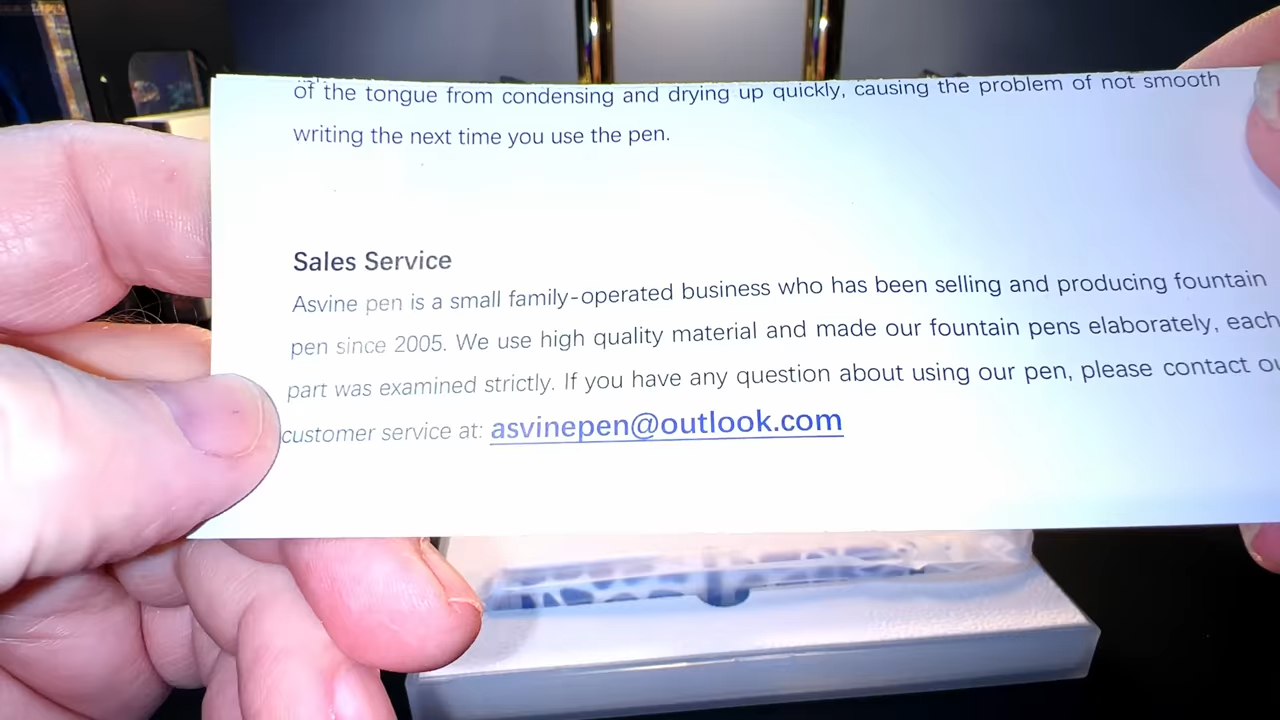 of the tongue from condensing and drying up quickly, causing the problem of not smooth
writing the next time you use the pen.
Sales Service
Asvine pen is a small family-operated business who has been selling and producing fountain
pen since 2005. We use high quality material and made our fountain pens elaborately, each
part was examined strictly. If you have any question about using our pen, please contact
customer service at: asvinepen@outlook.com